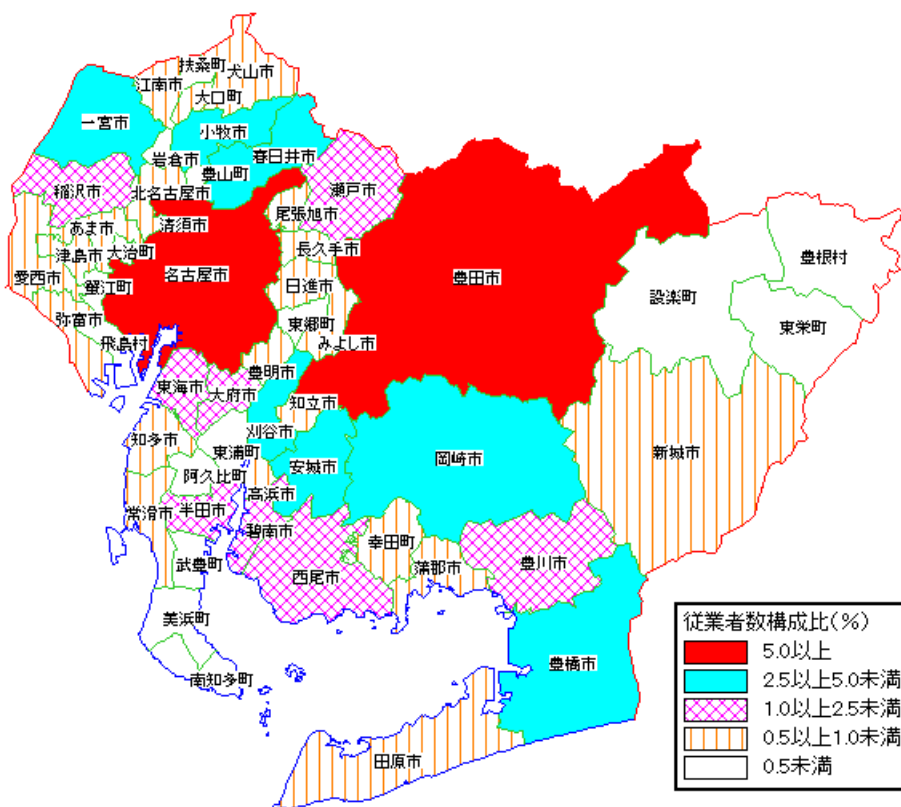 扶桑町
犬山市
江南市
大口町
一宮市
小牧市
岩倉市
春日井市
豊山町
稲沢市
北名古屋市
瀬戸市
尾張旭市
清須市
あま市
津島市
大治町
長久手市
愛西市
蟹江町
名古屋市
日進市
豊田市
豊根村
設楽町
東栄町
弥富市
飛島村
東郷町
みよし市
豊明市
東海市
大府市
知立市
知多市
刈谷市
東浦町
安城市
岡崎市
新城市
阿久比町
高浜市
常滑市
半田市
碧南市
幸田町
武豊町
西尾市
蒲郡市
豊川市
美浜町
南知多町
豊橋市
田原市
従業者数構成比(%)
5.0以上
2.5以上5.0未満
1.0以上2.5未満
0.5以上1.0未満
0.5未満